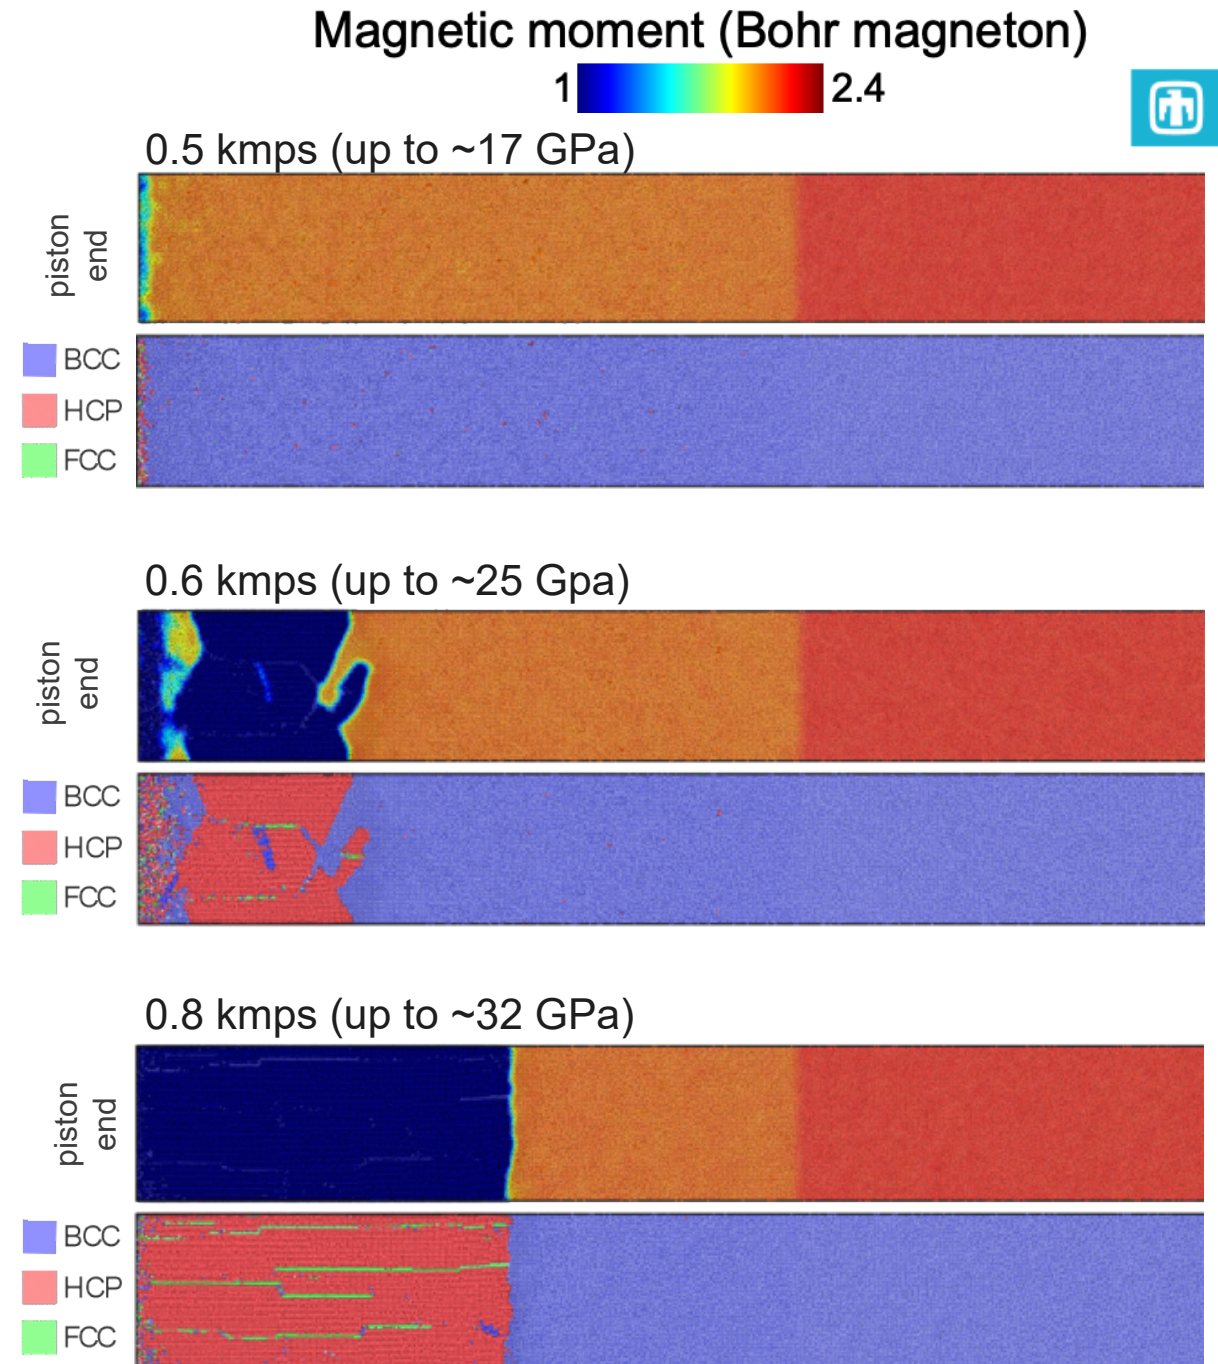 Magnetic moment (Bohr magneton)
1
2.4
0.5 kmps (up to ~17 GPa)
piston
end
BCC
HCP
FCC
0.6 kmps (up to ~25 Gpa)
piston
end
BCC
HCP
FCC
0.8 kmps (up to ~32 GPa)
piston
end
BCC
HCP
FCC